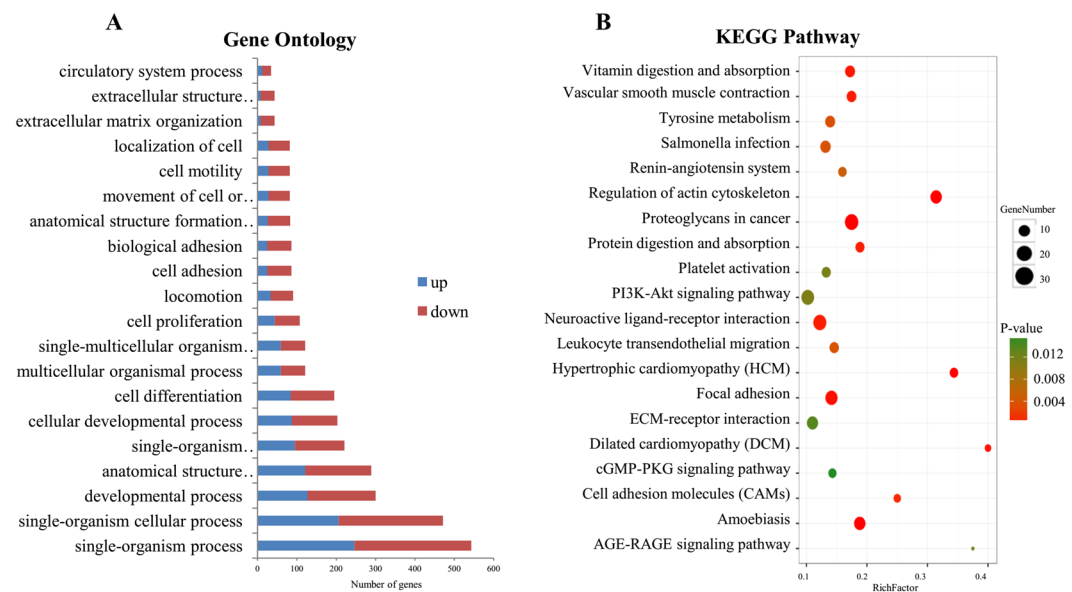 A
Gene Ontology
circulatory system process
extracellular structure..
extracellular matrix organization
localization of cell
cell motility
movement of cell or..
anatomical structure formation..
biological adhesion
cell adhesion
locomotion
cell proliferation
single-multicellular organism..
multicellular organismal process
cell differentiation
cellular developmental process
single-organism..
anatomical structure..
developmental process
single-organism cellular process
single-organism process
0 100 200 300 400 500 600
Number of genes
up
down
B
KEGG Pathway
Vitamin digestion and absorption
Vascular smooth muscle contraction
Tyrosine metabolism
Salmonella infection
Renin-angiotensin system
Regulation of actin cytoskeleton
Proteoglycans in cancer
Protein digestion and absorption
Platelet activation
PI3K-Akt signaling pathway
Neuroactive ligand-receptor interaction
Leukocyte transendothelial migration
Hypertrophic cardiomyopathy (HCM)
Focal adhesion
ECM-receptor interaction
Dilated cardiomyopathy (DCM)
cGMP-PKG signaling pathway
Cell adhesion molecules (CAMs)
Amoebiasis
AGE-RAGE signaling pathway
0.1 0.2 0.3 0.4
RichFactor
GeneNumber
10
20
30
P-value
0.012
0.008
0.004